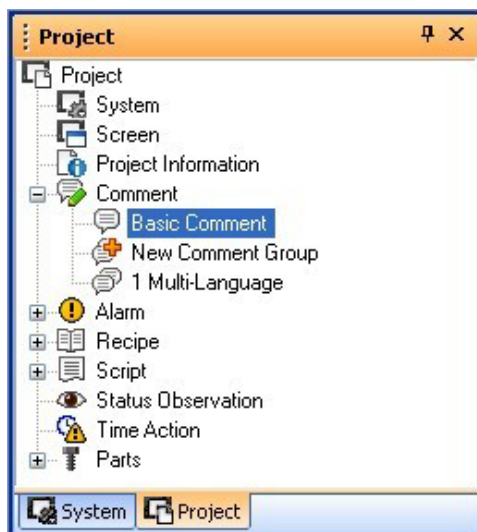 Project
Project
System
Screen
Project Information
Comment
Basic Comment
New Comment Group
1 Multi-Language
Alarm
Recipe
Script
Status Observation
Time Action
Parts
System Project